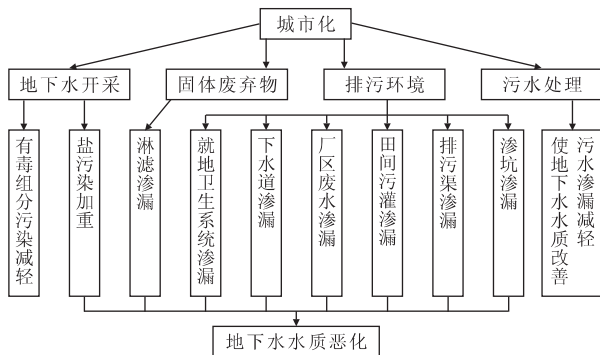 城市化
地下水开采
固体废弃物
排污环境
污水处理
有毒组分污染减轻
盐污染加重
淋滤渗漏
就地卫生系统渗漏
下水道渗漏
厂区废水渗漏
田间污灌渗漏
排污渠渗漏
渗坑渗漏
污水渗漏减轻
使地下水水质改善
地下水水质恶化